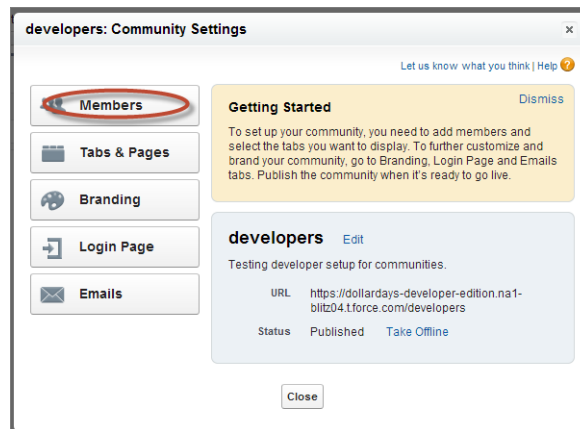 developers: Community Settings
x
Let us know what you think | Help ?
Members
Tabs & Pages
Branding
Login Page
Emails
Getting Started
Dismiss
To set up your community, you need to add members and
select the tabs you want to display. To further customize and
brand your community, go to Branding, Login Page and Emails
tabs. Publish the community when it's ready to go live.
developers Edit
Testing developer setup for communities.
URL https://dollardays-developer-edition.na1-
blitz04.t.force.com/developers
Status Published Take Offline
Close